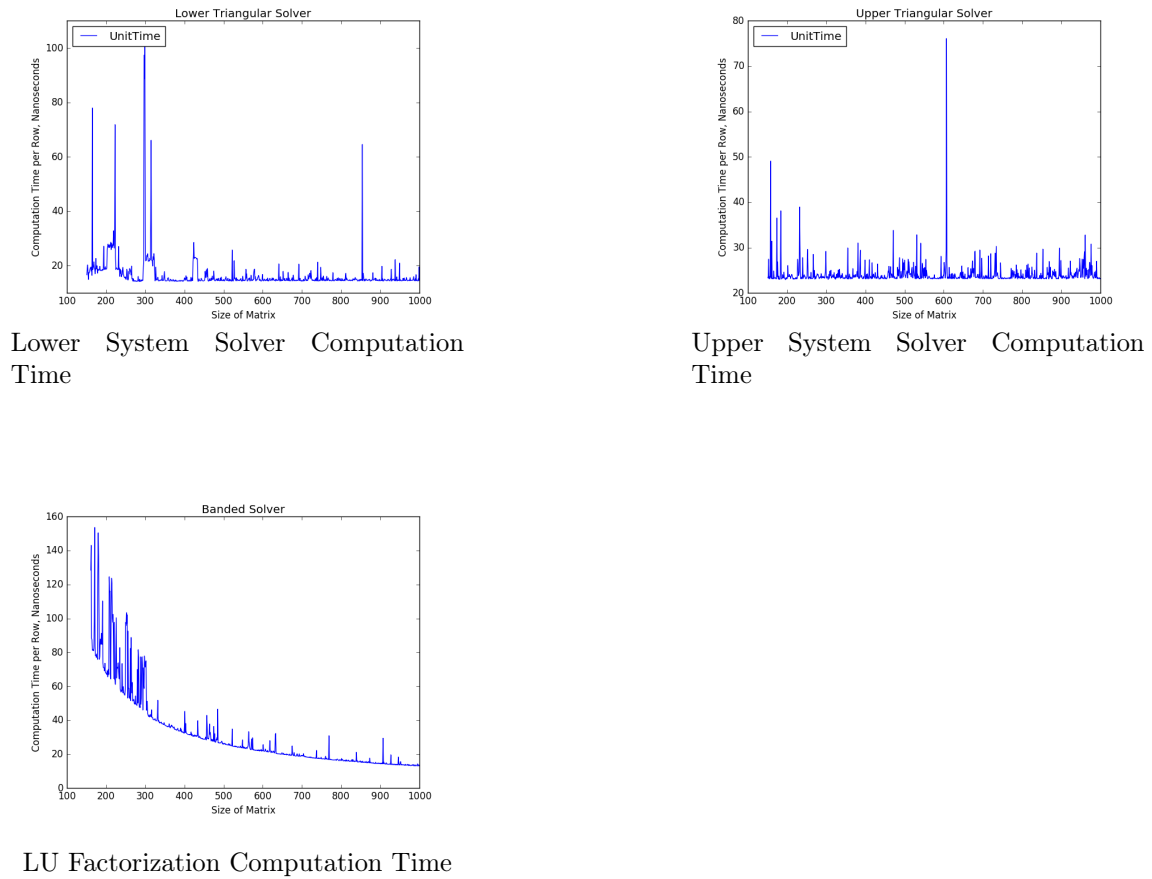 Lower Triangular Solver
UnitTime
Computation Time per Row, Nanoseconds
100
80
60
40
20
100 200 300 400 500 600 700 800 900 1000
Size of Matrix
Lower System Solver Computation
Time
Upper Triangular Solver
UnitTime
Computation Time per Row, Nanoseconds
80
70
60
50
40
30
20
100 200 300 400 500 600 700 800 900 1000
Size of Matrix
Upper System Solver Computation
Time
Banded Solver
Computation Time per Row, Nanoseconds
160
140
120
100
80
60
40
20
0
100 200 300 400 500 600 700 800 900 1000
Size of Matrix
LU Factorization Computation Time